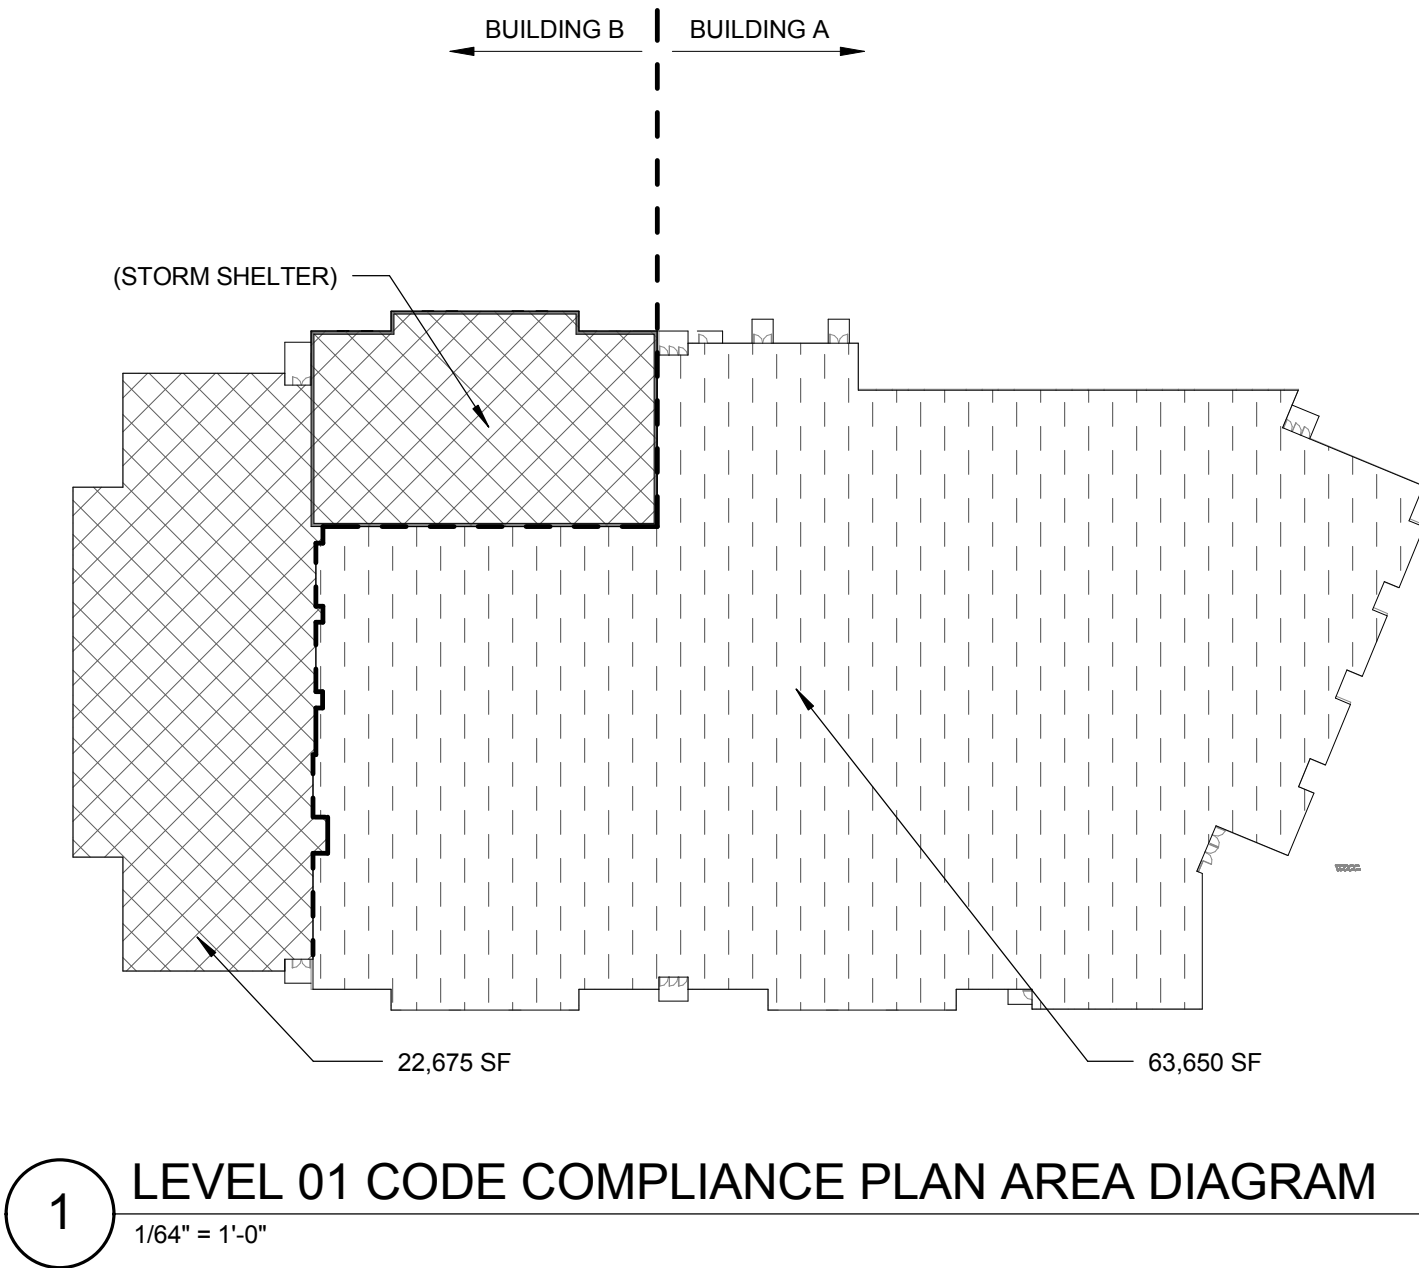 BUILDING B
BUILDING A
(STORM SHELTER)
22,675 SF
63,650 SF
1
LEVEL 01 CODE COMPLIANCE PLAN AREA DIAGRAM
1/64" = 1'-0"